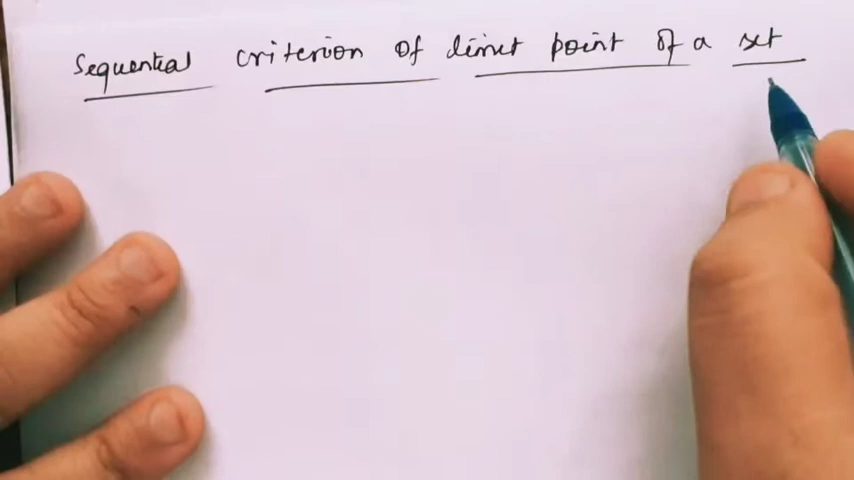 Sequential criterion of limit point of a set